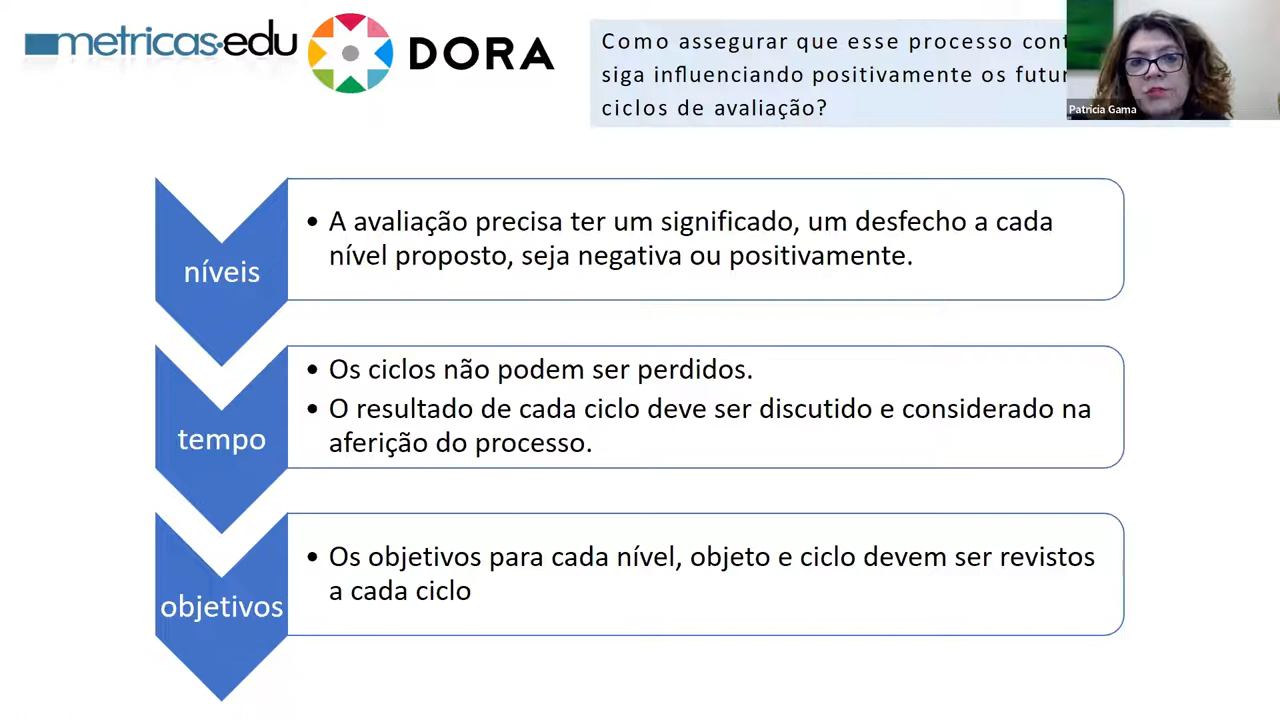 metricas.edu
DORA
Como assegurar que esse processo
siga influenciando positivamente os
ciclos de avaliação?
Patricia Gama
níveis
• A avaliação precisa ter um significado, um desfecho a cada
nível proposto, seja negativa ou positivamente.
tempo
• Os ciclos não podem ser perdidos.
• O resultado de cada ciclo deve ser discutido e considerado na
aferição do processo.
objetivos
• Os objetivos para cada nível, objeto e ciclo devem ser revistos
a cada ciclo